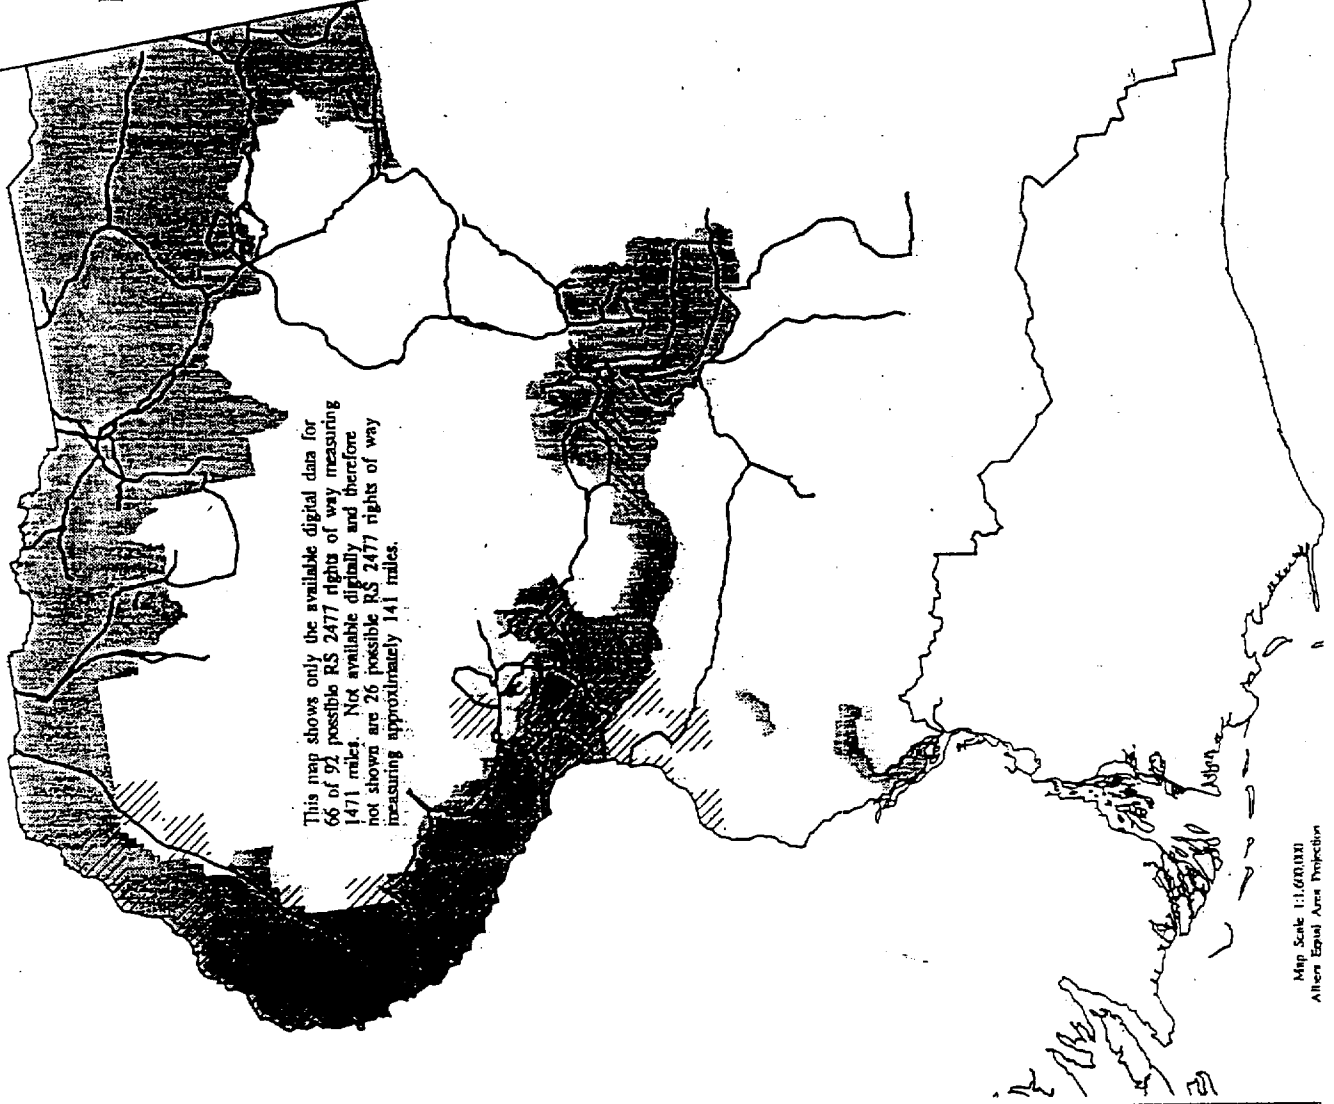 This map shows only the available digital data for
66 of 92 possible RS 2477 rights of way measuring
1471 miles. Not available digitally and therefore
not shown are 26 possible RS 2477 rights of way
measuring approximately 141 miles.
Map Scale 1:1,600,000
Albers Equal Area Projection